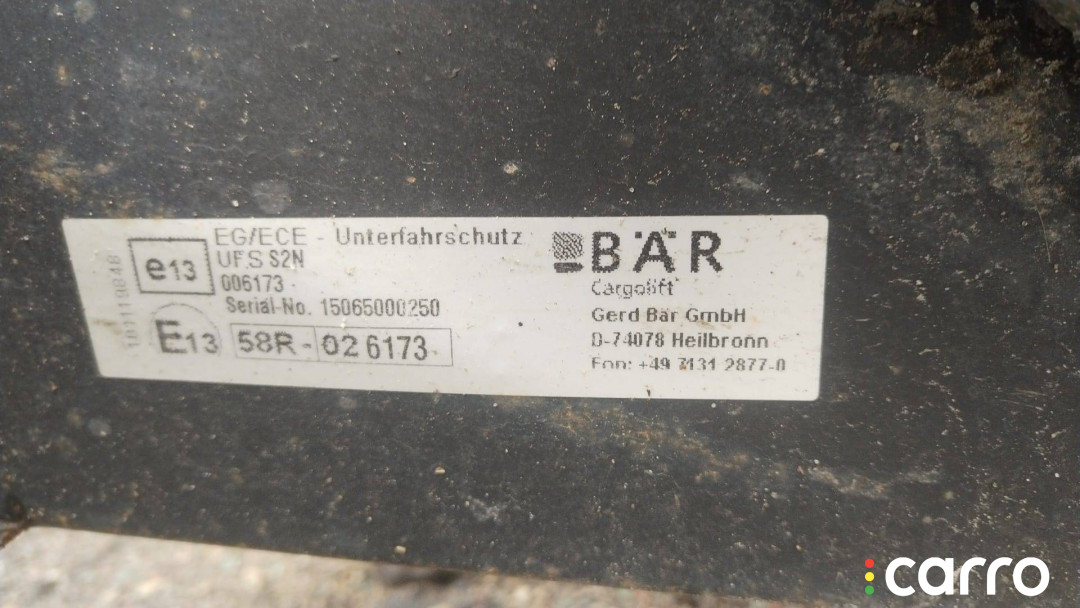 EG/ECE - Unterfahrschutz
e13
UFS S2N
006173
Serial-No. 15065000250
E13
58R - 02 6173
BÄR
Cargolift
Gerd Bär GmbH
D-74078 Heilbronn
Fon: +49 7131 2877-0
carro